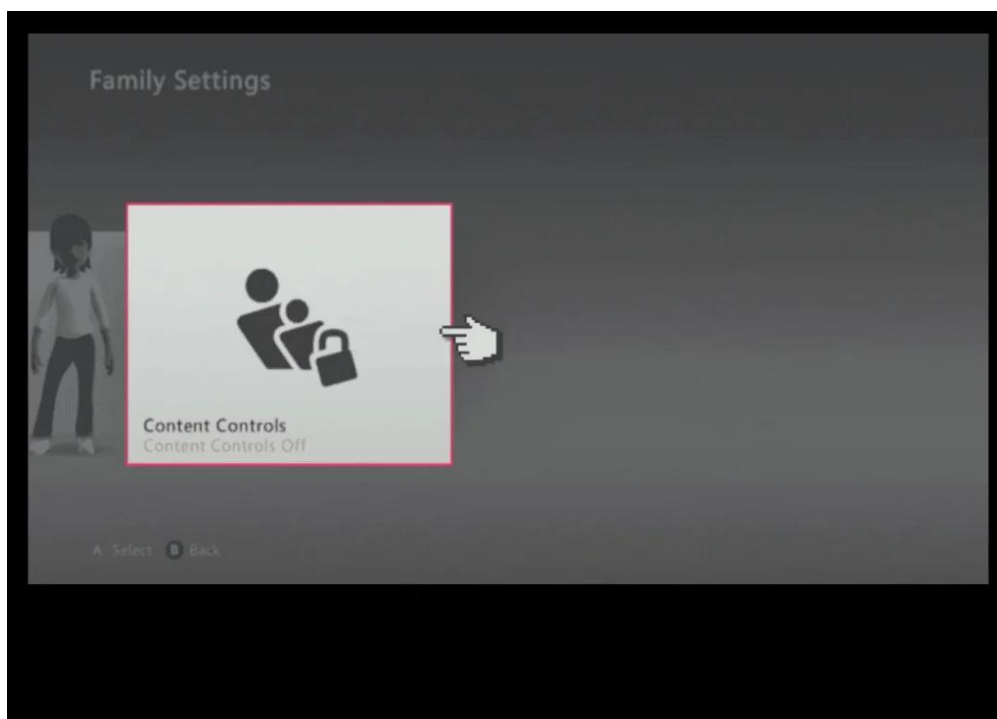 Family Settings
Content Controls
Content Controls Off
A Select B Back